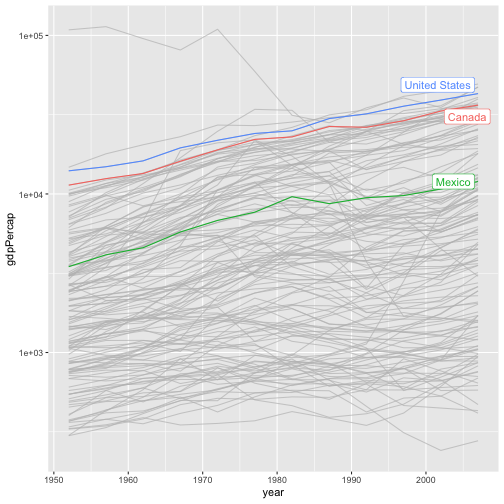 1e+05
United States
Canada
1e+04
Mexico
gdpPercap
1e+03
1950
1960
1970
1980
1990
2000
year